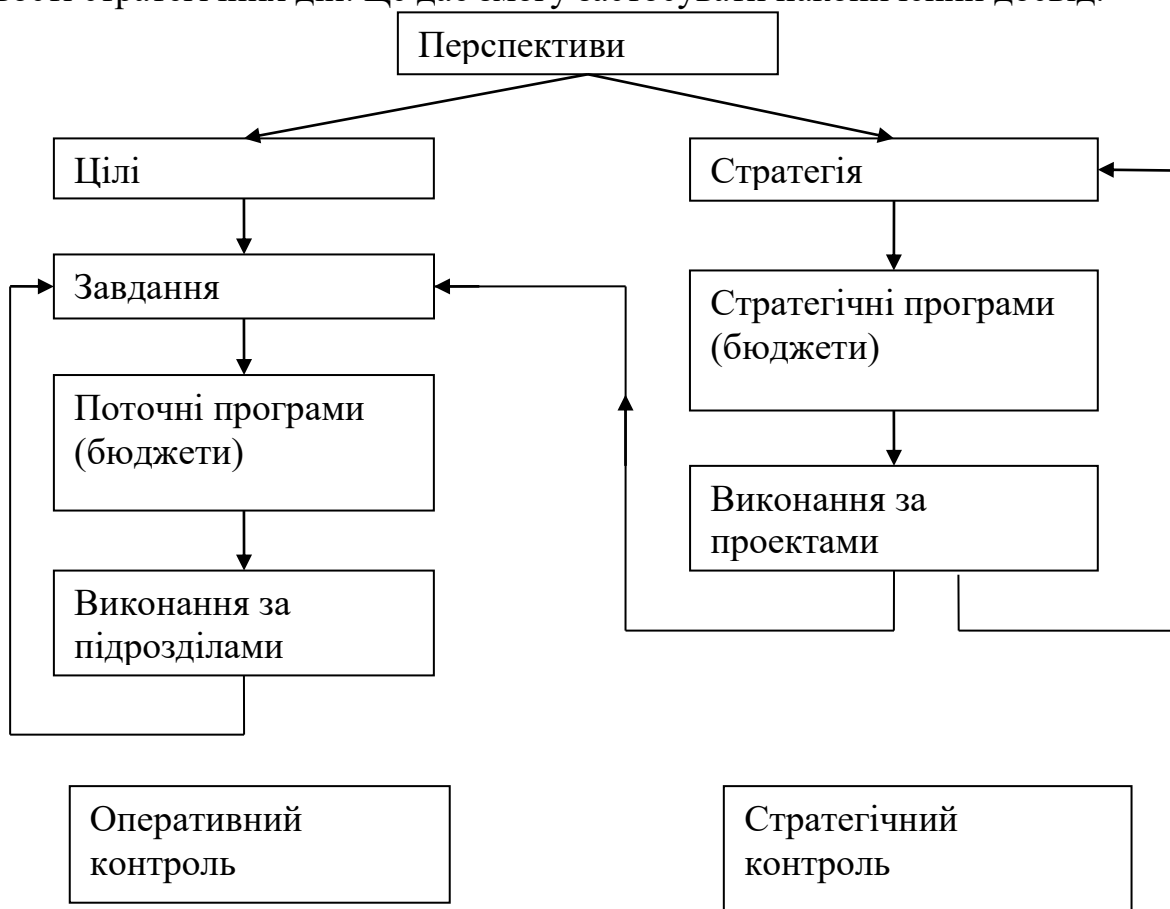 Перспективи
Цілі
Стратегія
Завдання
Стратегічні програми
(бюджети)
Поточні програми
(бюджети)
Виконання за
проектами
Виконання за
підрозділами
Оперативний
контроль
Стратегічний
контроль